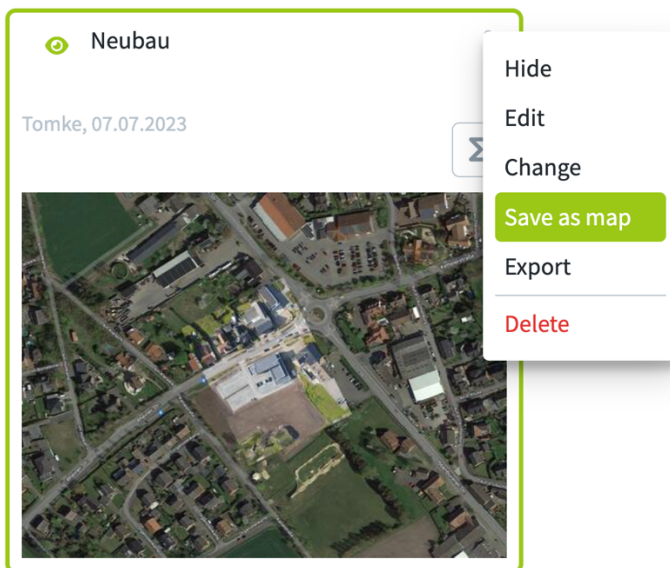 Neubau
Tomke, 07.07.2023
Hide
Edit
Change
Save as map
Export
Delete